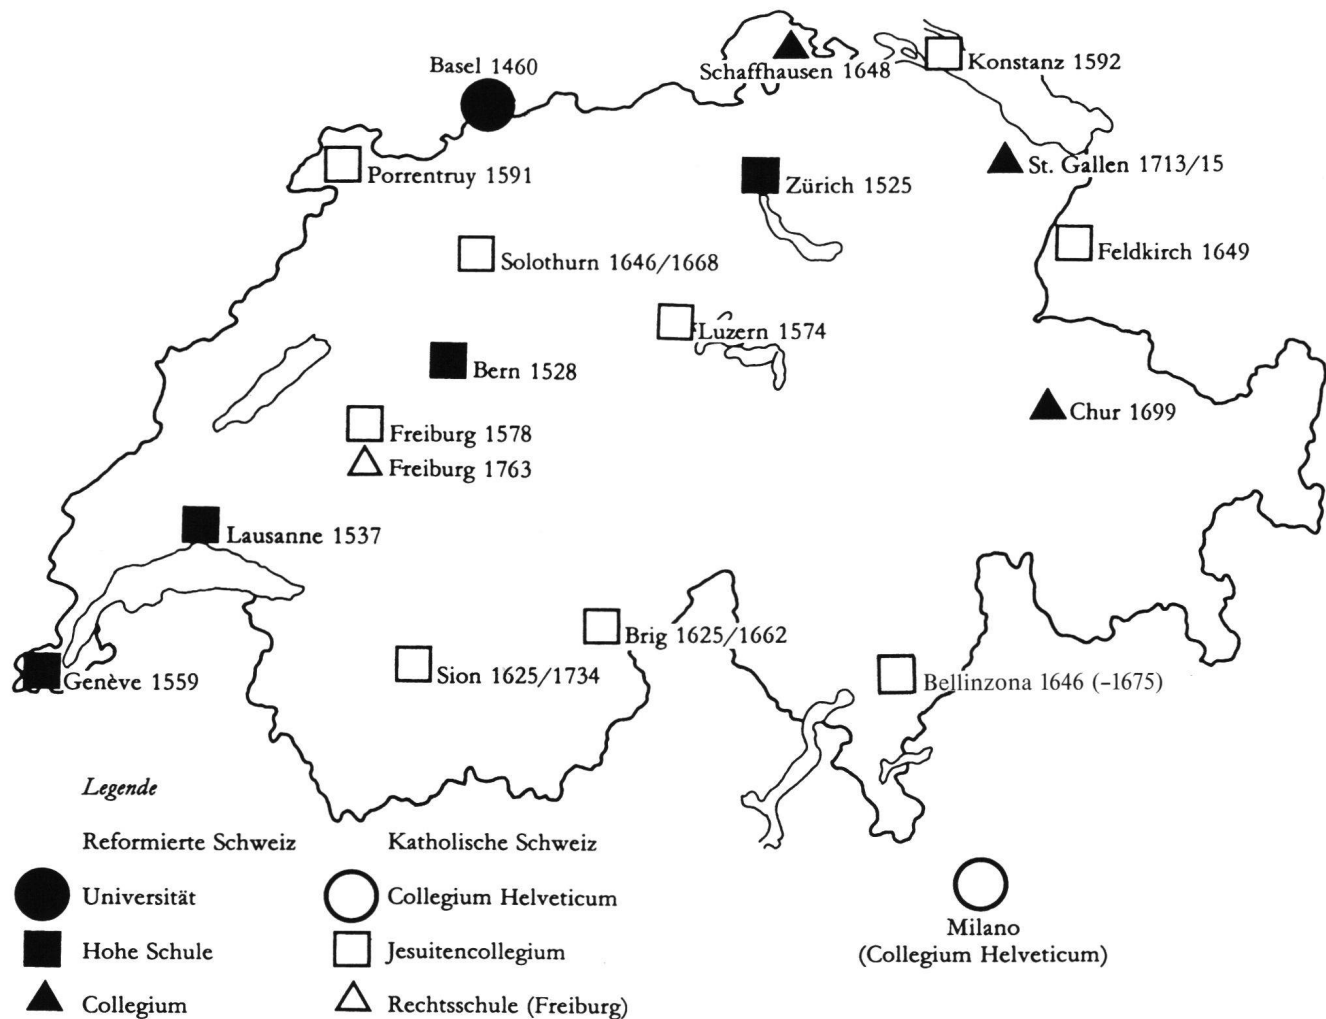 Basel 1460
Schaffhausen 1648
Konstanz 1592
Porrentruy 1591
Zürich 1525
St. Gallen 1713/15
Solothurn 1646/1668
Feldkirch 1649
Luzern 1574
Bern 1528
Chur 1699
Freiburg 1578
Freiburg 1763
Lausanne 1537
Brig 1625/1662
Genève 1559
Sion 1625/1734
Bellinzona 1646 (-1675)
Legende
Reformierte Schweiz
Katholische Schweiz
Universität
Collegium Helveticum
Hohe Schule
Jesuitencollegium
Collegium
Rechtsschule (Freiburg)
Milano
(Collegium Helveticum)